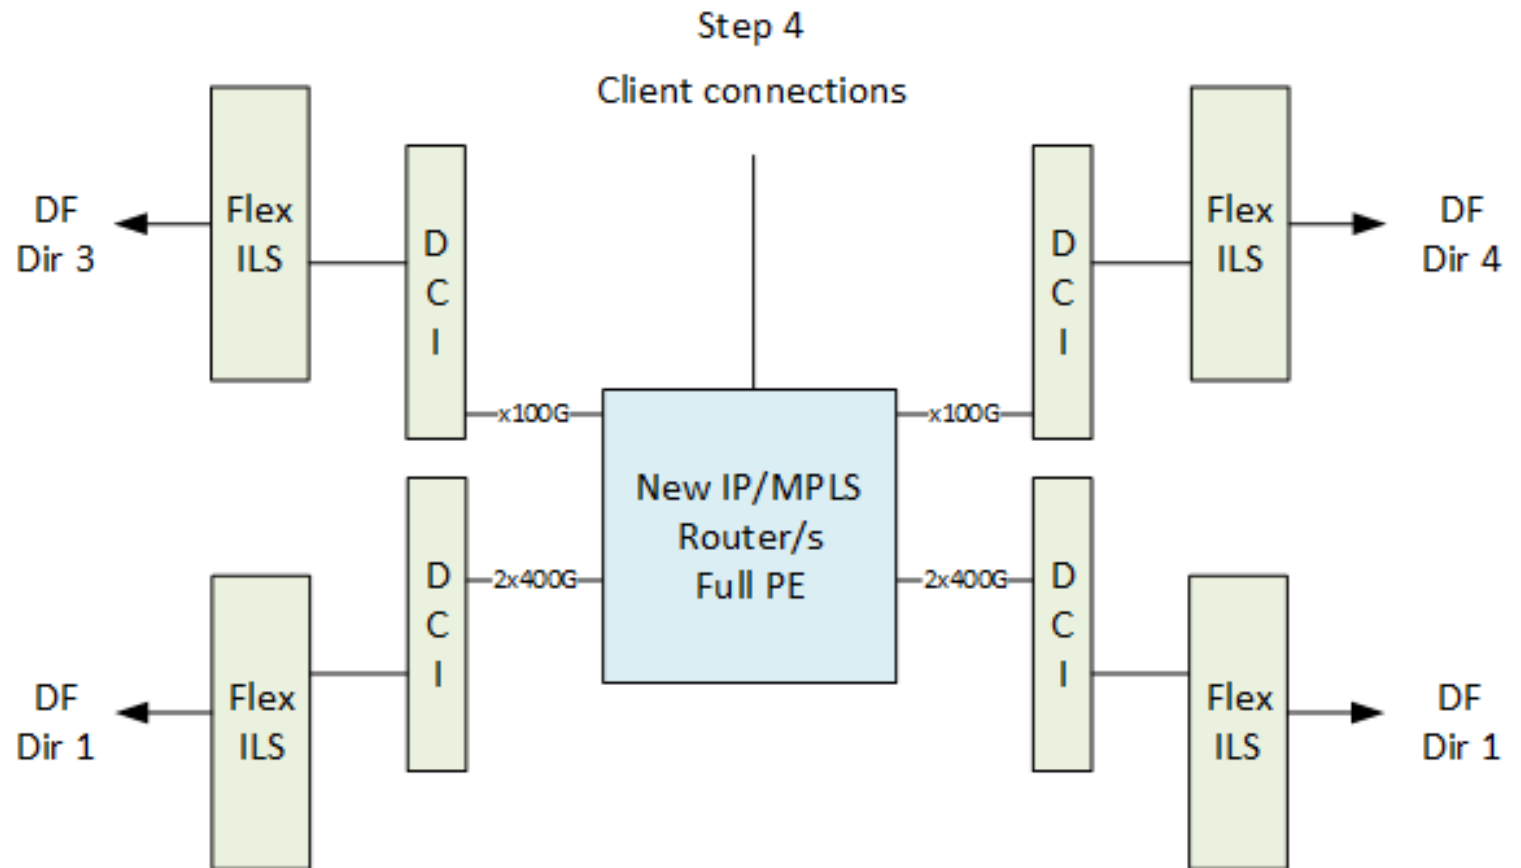 Step 4
Client connections
DF
Dir 3
Flex
ILS
D
C
I
D
C
I
Flex
ILS
DF
Dir 4
x100G
x100G
New IP/MPLS
Router/s
Full PE
2x400G
2x400G
D
C
I
D
C
I
DF
Dir 1
Flex
ILS
Flex
ILS
DF
Dir 1